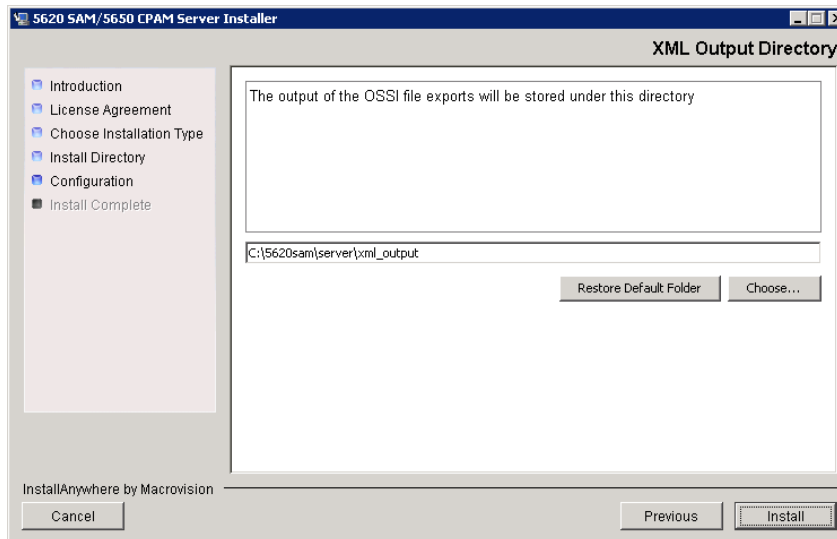 5620 SAM/5650 CPAM Server Installer
XML Output Directory
Introduction
License Agreement
Choose Installation Type
Install Directory
Configuration
Install Complete
The output of the OSSI file exports will be stored under this directory
C:\5620sam\server\xml_output
Restore Default Folder
Choose...
InstallAnywhere by Macrovision
Cancel
Previous
Install